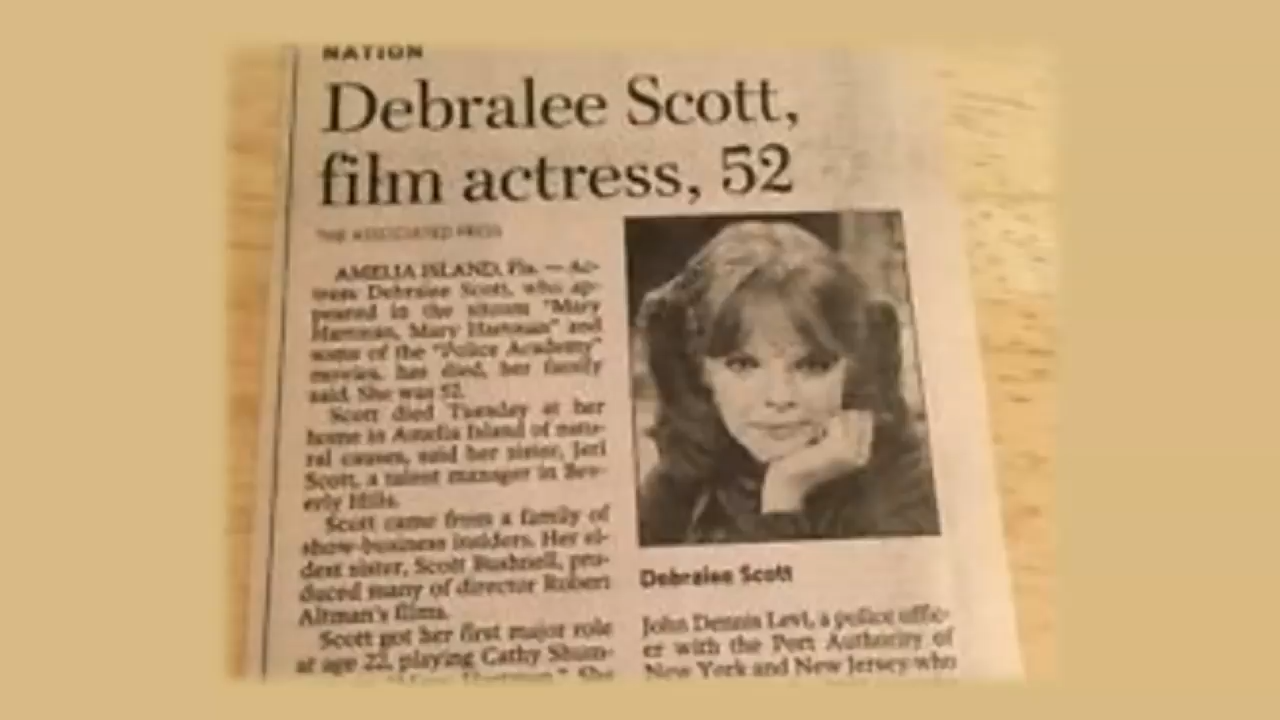 NATION
Debralee Scott,
film actress, 52
THE ASSOCIATED PRESS
AMELIA ISLAND, Fla. — Ac-
tress Debralee Scott, who ap-
peared in the sitcom "Mary
Hartman, Mary Hartman" and
some of the "Police Academy"
movies, has died, her family
said. She was 52.
Scott died Tuesday at her
home in Amelia Island of natu-
ral causes, said her sister, Jeri
Scott, a talent manager in Bev-
erly Hills.
Scott came from a family of
show-business insiders. Her el-
dest sister, Scott Bushnell, pro-
duced many of director Robert
Altman's films.
Scott got her first major role
at age 22, playing Cathy Shum-
She
Debralee Scott
John Dennis Levi, a police offic-
er with the Port Authority of
New York and New Jersey who